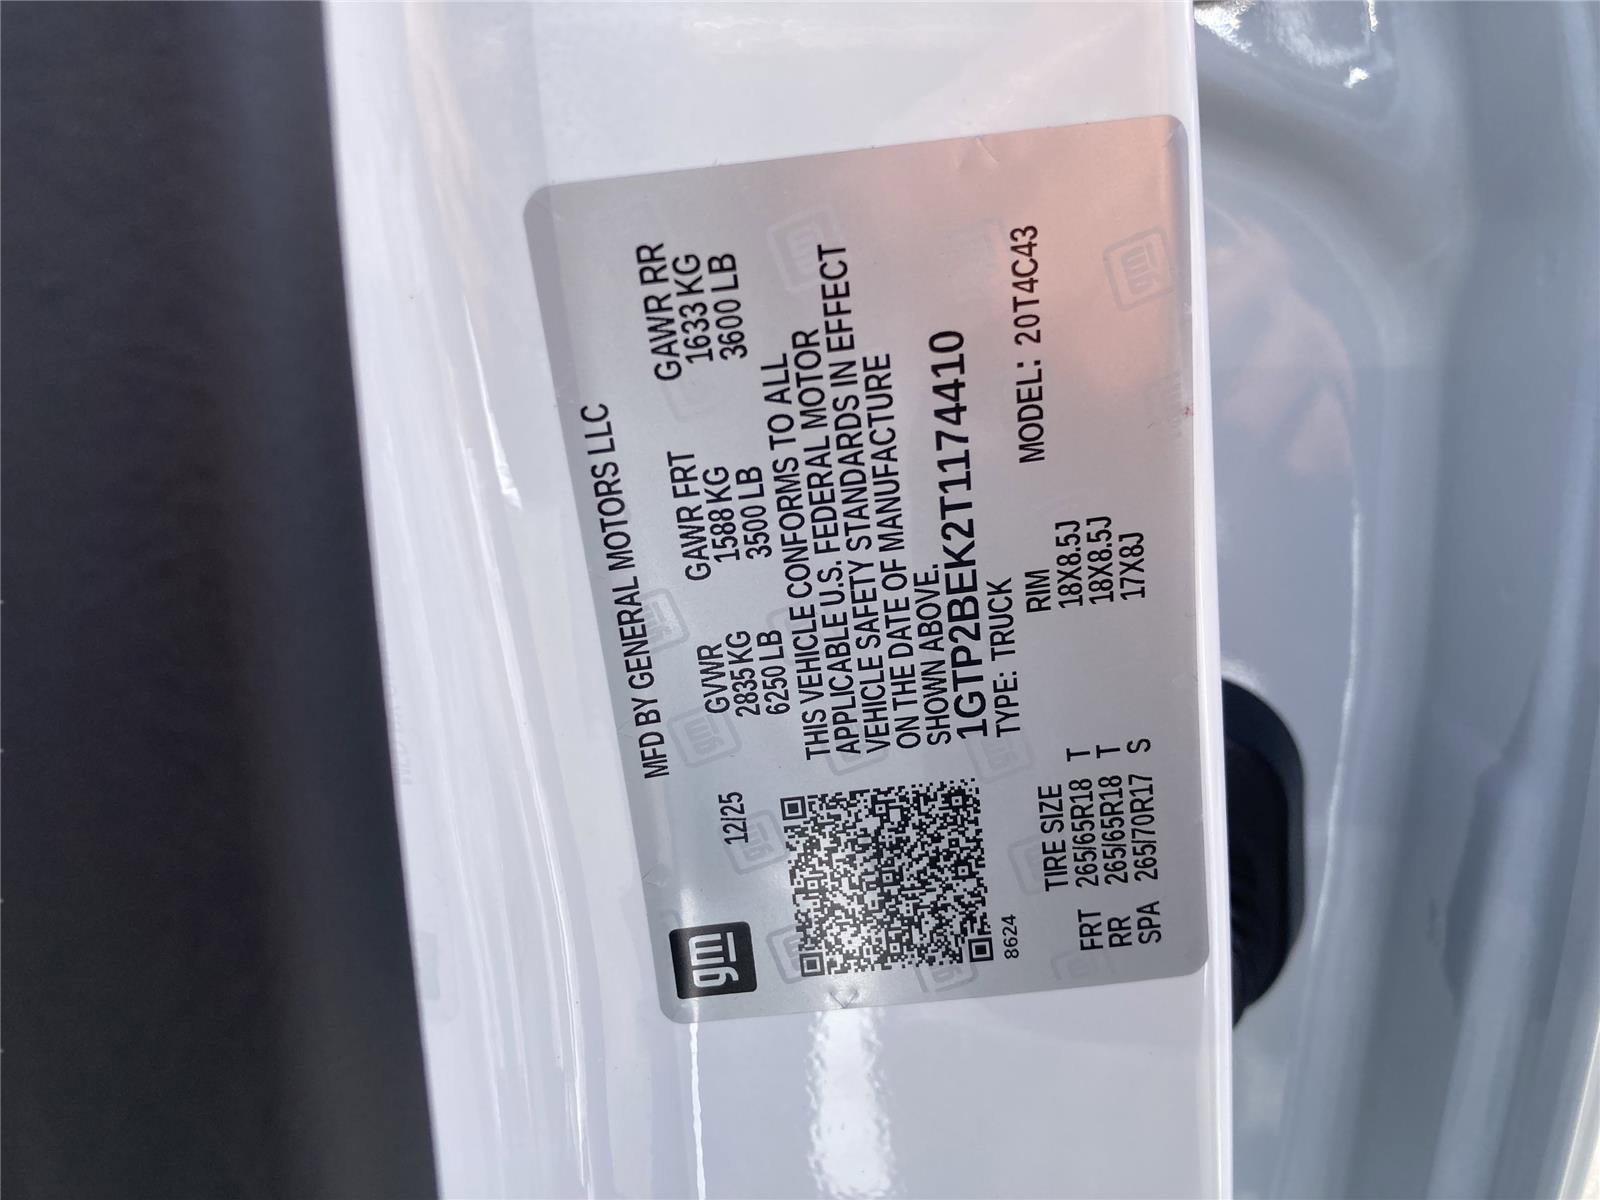 gm
MFD BY GENERAL MOTORS LLC
12/25
GVWR GAWR FRT GAWR RR
2835 KG 1588 KG 1633 KG
6250 LB 3500 LB 3600 LB
THIS VEHICLE CONFORMS TO ALL
APPLICABLE U.S. FEDERAL MOTOR
VEHICLE SAFETY STANDARDS IN EFFECT
ON THE DATE OF MANUFACTURE
SHOWN ABOVE.
1GTP2BEK2T1174410
TYPE: TRUCK MODEL: 20T4C43
8624
TIRE SIZE RIM
FRT 265/65R18 T 18X8.5J
RR 265/65R18 T 18X8.5J
SPA 265/70R17 S 17X8J